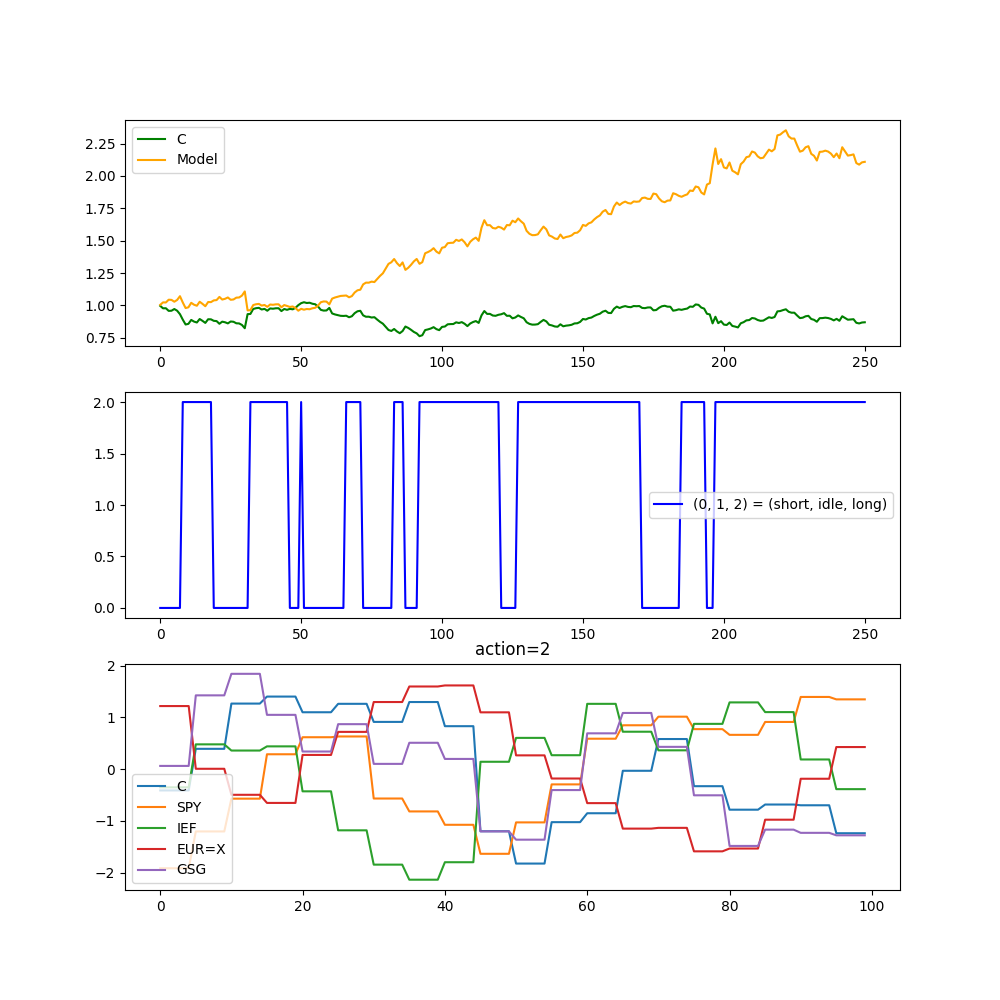 C
Model
2.25
2.00
1.75
1.50
1.25
1.00
0.75
0 50 100 150 200 250
2.0
1.5
1.0
0.5
0.0
(0, 1, 2) = (short, idle, long)
0 50 100 150 200 250
action=2
2
1
0
−1
−2
C
SPY
IEF
EUR=X
GSG
0 20 40 60 80 100